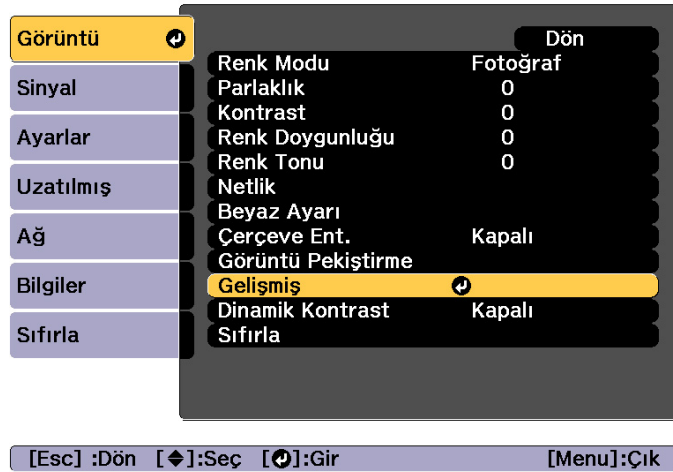 Görüntü
Sinyal
Ayarlar
Uzatılmış
Ağ
Bilgiler
Sıfırla
Dön
Renk Modu Fotoğraf
Parlaklık 0
Kontrast 0
Renk Doygunluğu 0
Renk Tonu 0
Netlik
Beyaz Ayarı
Çerçeve Ent. Kapalı
Görüntü Pekiştirme
Gelişmiş
Dinamik Kontrast Kapalı
Sıfırla
[Esc] :Dön [◆]:Seç [↵]:Gir [Menu]:Çık